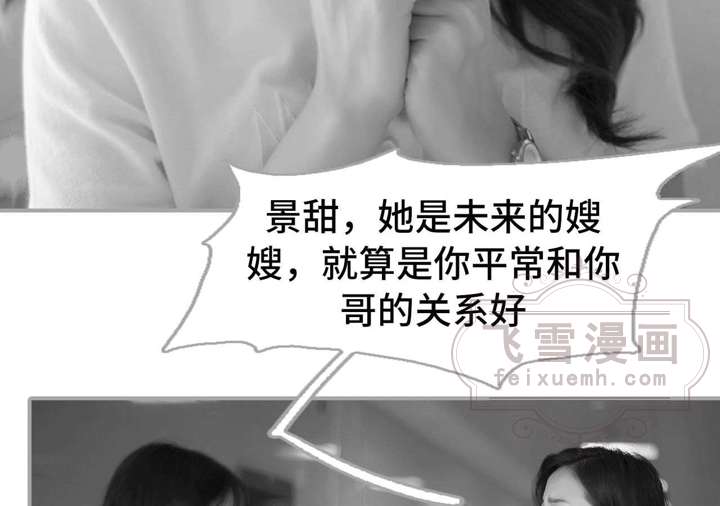 景甜，她是未来的嫂
嫂，就算是你平常和你
哥的关系好
飞雪漫画
feixuemh.com